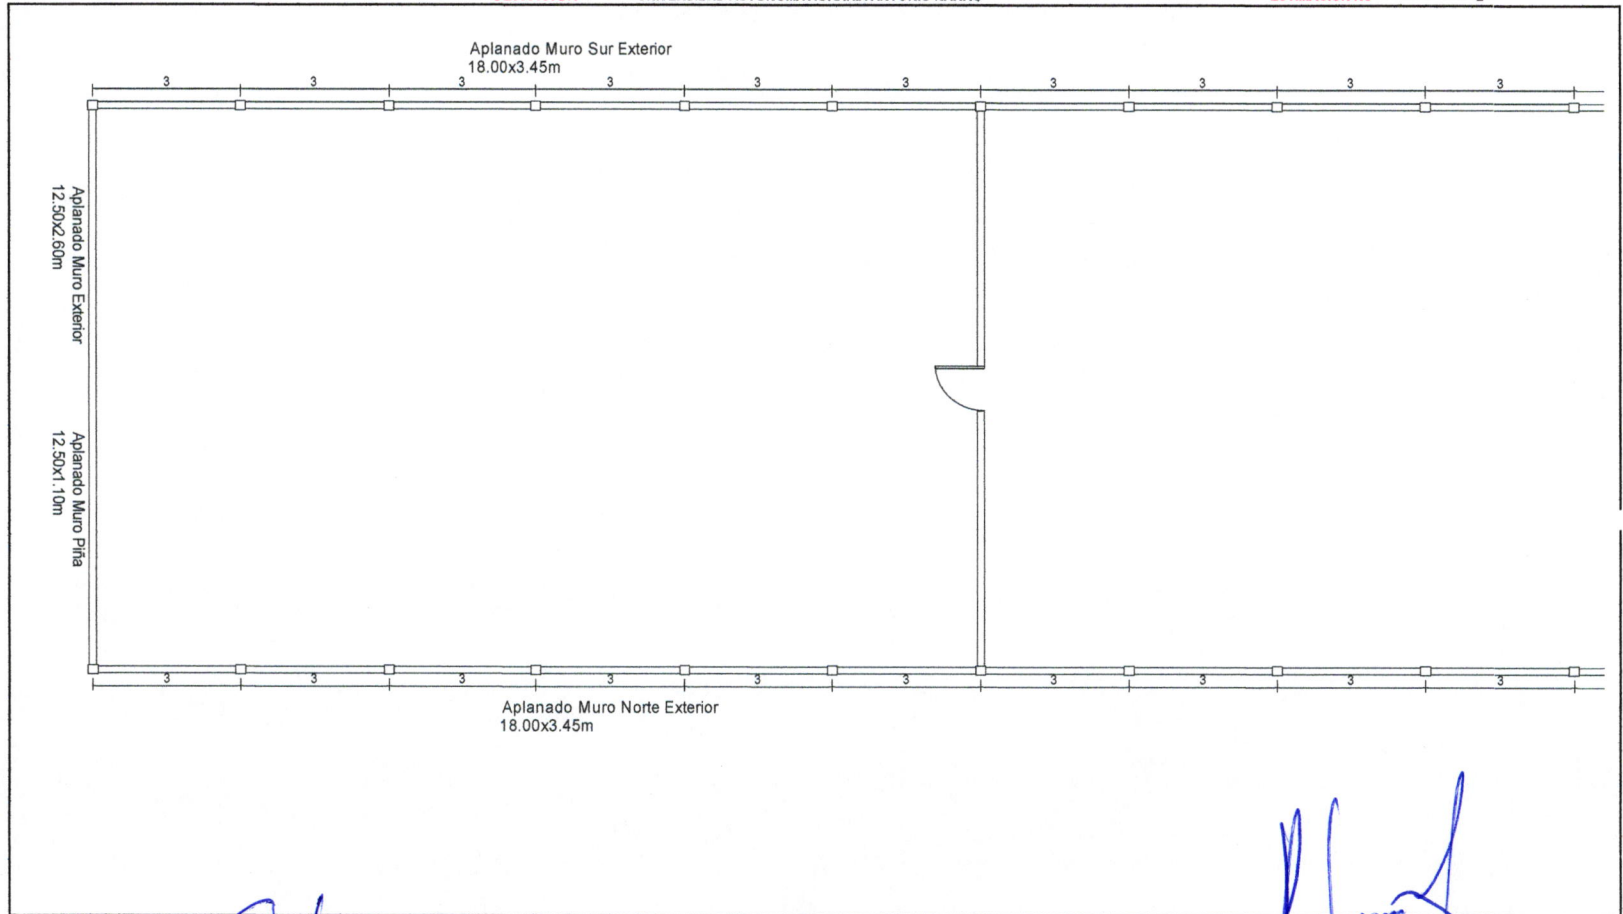 Aplanado Muro Sur Exterior
18.00x3.45m
3 3 3 3 3 3 3 3 3 3
Aplanado Muro Exterior
12.50x2.60m
Aplanado Muro Piña
12.50x1.10m
3 3 3 3 3 3 3 3 3 3
Aplanado Muro Norte Exterior
18.00x3.45m